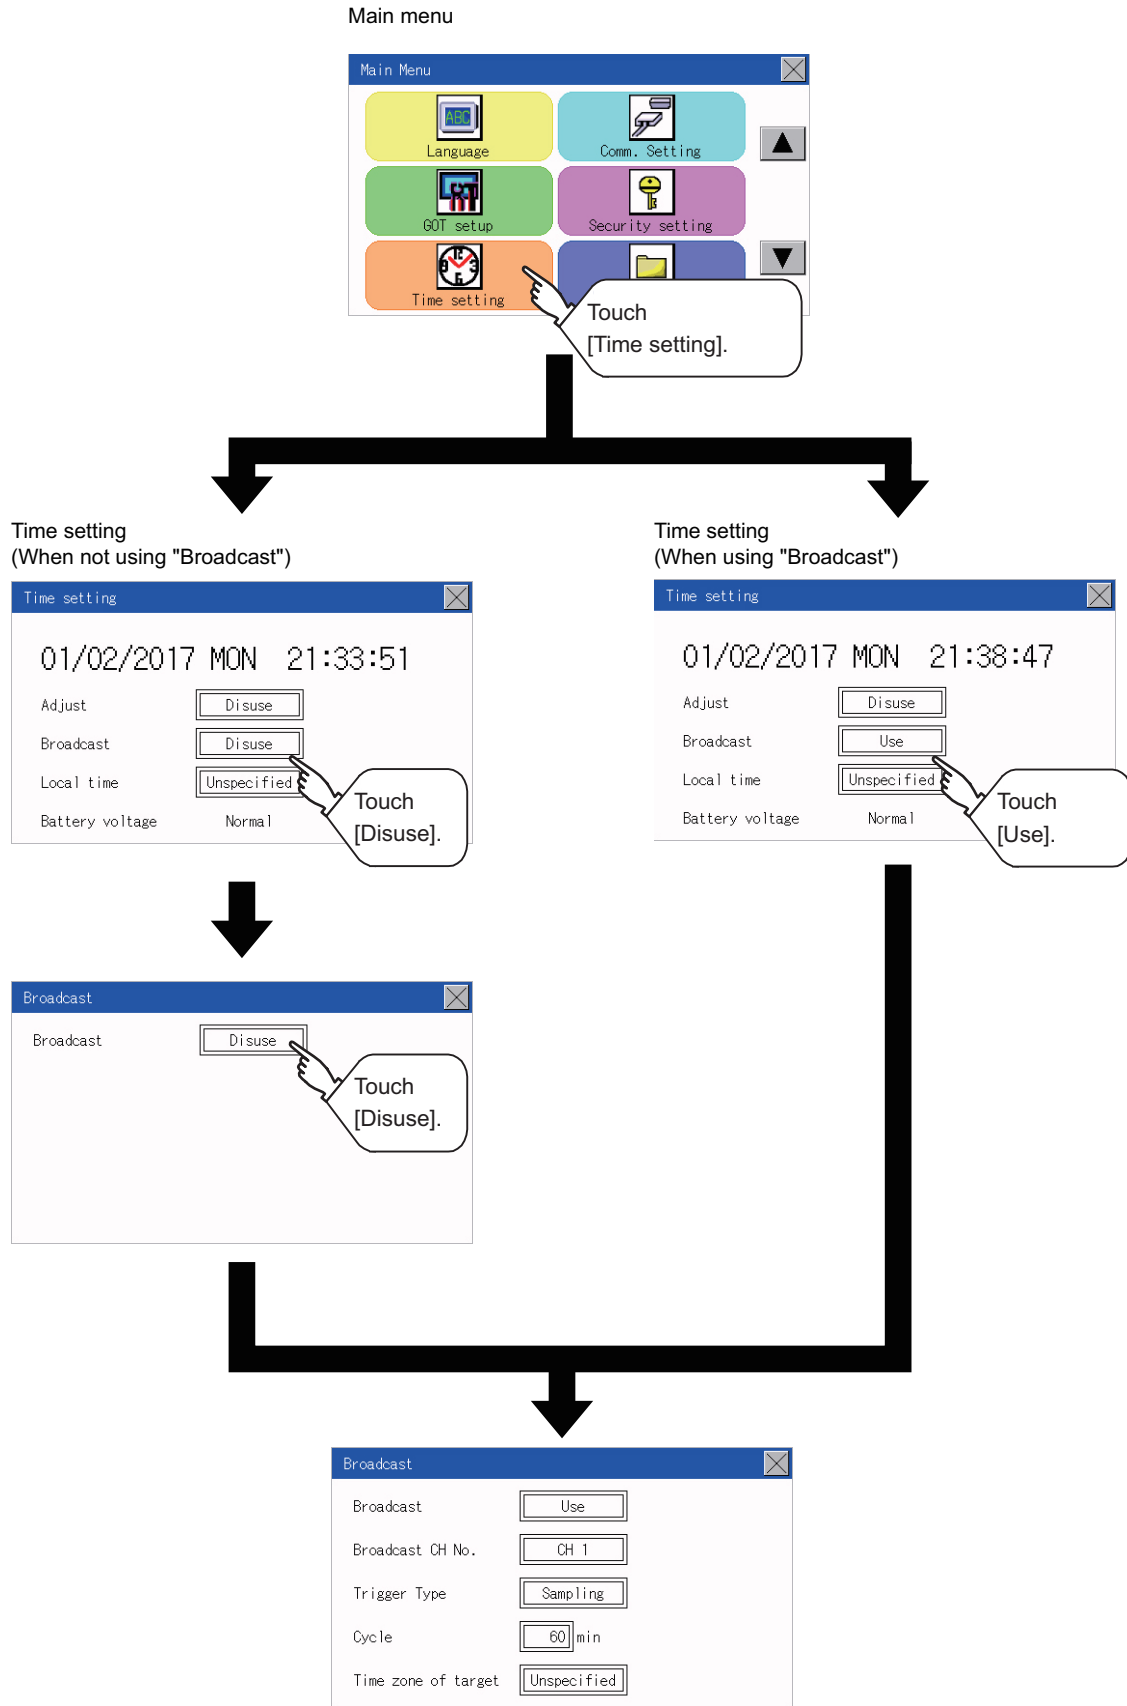 Main menu
Main Menu
ABC
Language
Comm. Setting
GOT setup
Security setting
Time setting
Touch
[Time setting].
Time setting
(When not using "Broadcast")
Time setting
01/02/2017 MON 21:33:51
Adjust Disuse
Broadcast Disuse
Local time Unspecified
Battery voltage Normal
Touch
[Disuse].
Time setting
(When using "Broadcast")
Time setting
01/02/2017 MON 21:38:47
Adjust Disuse
Broadcast Use
Local time Unspecified
Battery voltage Normal
Touch
[Use].
Broadcast
Broadcast Disuse
Touch
[Disuse].
Broadcast
Broadcast Use
Broadcast CH No. CH 1
Trigger Type Sampling
Cycle 60 min
Time zone of target Unspecified